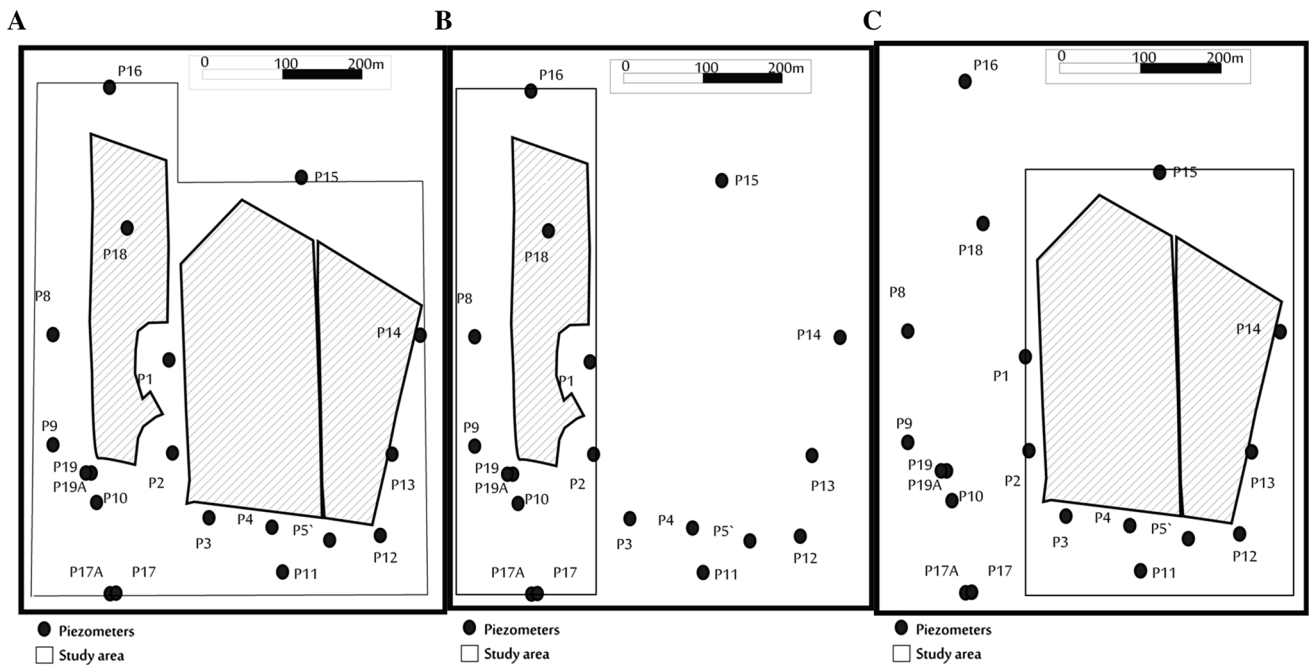 A
B
C
0 100 200m
P16
P15
P18
P8
P14
P1
P9
P19
P19A
P2
P10
P13
P4
P5`
P3
P12
P17A P17
P11
Piezometers
Study area
0 100 200m
P16
P15
P18
P8
P14
P1
P9
P19
P19A
P2
P10
P13
P4
P5`
P3
P12
P17A P17
P11
Piezometers
Study area
0 100 200m
P16
P15
P18
P8
P14
P1
P9
P19
P19A
P2
P10
P13
P4
P5`
P3
P12
P17A P17
P11
Piezometers
Study area